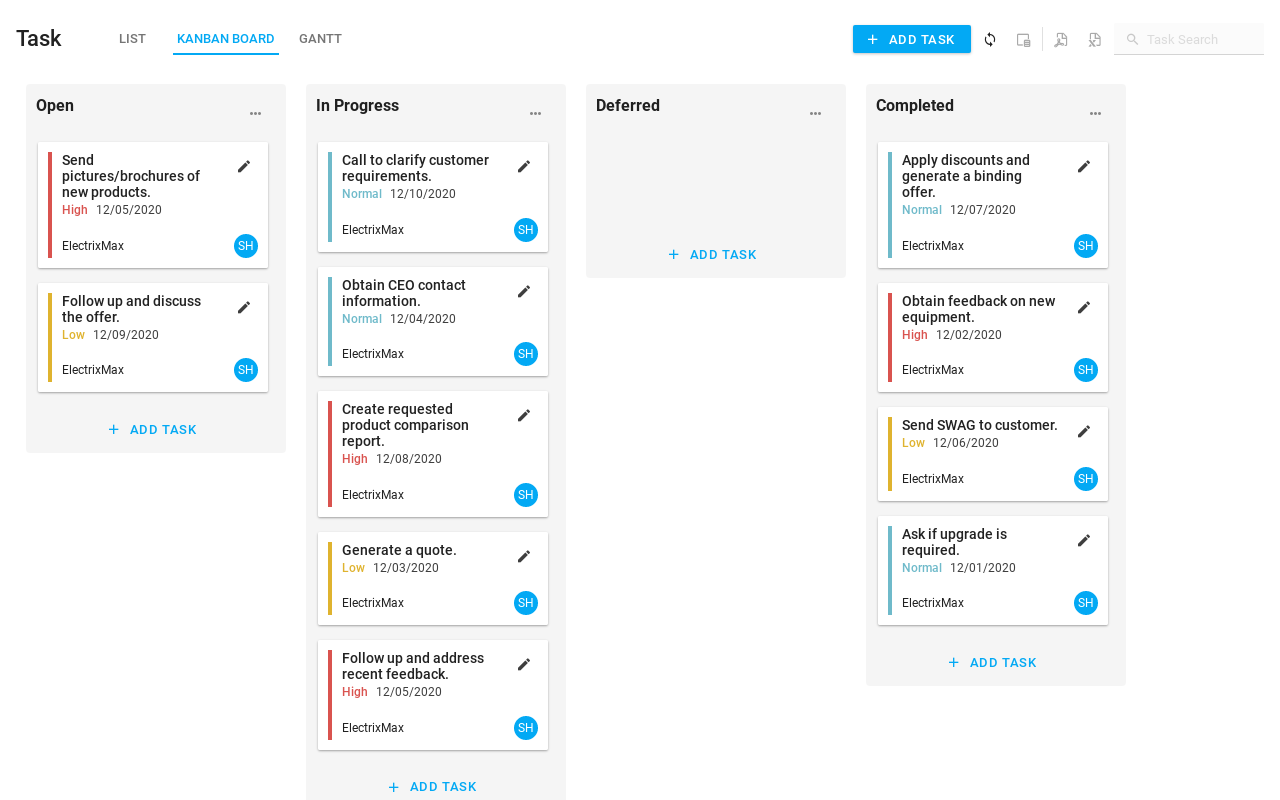 Task
LIST
KANBAN BOARD
GANTT
ADD TASK
Task Search
Open
Send
pictures/brochures of
new products.
High 12/05/2020
ElectrixMax
SH
Follow up and discuss
the offer.
Low 12/09/2020
ElectrixMax
SH
ADD TASK
In Progress
Call to clarify customer
requirements.
Normal 12/10/2020
ElectrixMax
SH
Obtain CEO contact
information.
Normal 12/04/2020
ElectrixMax
SH
Create requested
product comparison
report.
High 12/08/2020
ElectrixMax
SH
Generate a quote.
Low 12/03/2020
ElectrixMax
SH
Follow up and address
recent feedback.
High 12/05/2020
ElectrixMax
SH
ADD TASK
Deferred
ADD TASK
Completed
Apply discounts and
generate a binding
offer.
Normal 12/07/2020
ElectrixMax
SH
Obtain feedback on new
equipment.
High 12/02/2020
ElectrixMax
SH
Send SWAG to customer.
Low 12/06/2020
ElectrixMax
SH
Ask if upgrade is
required.
Normal 12/01/2020
ElectrixMax
SH
ADD TASK